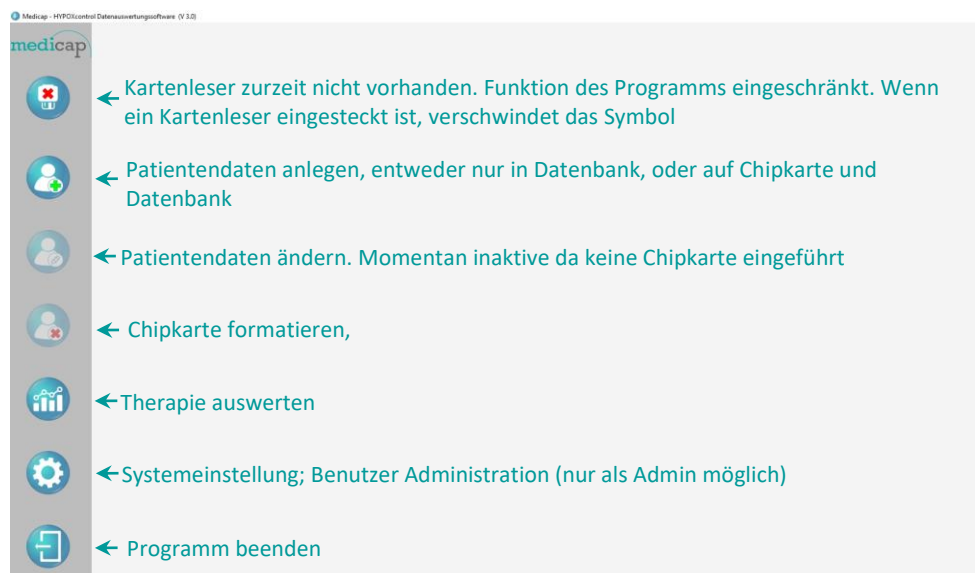 Medicap - HYPOXcontrol Datenauswertungssoftware (V 3.0)
medicap
Kartenleser zurzeit nicht vorhanden. Funktion des Programms eingeschränkt. Wenn
ein Kartenleser eingesteckt ist, verschwindet das Symbol
Patientendaten anlegen, entweder nur in Datenbank, oder auf Chipkarte und
Datenbank
Patientendaten ändern. Momentan inaktive da keine Chipkarte eingeführt
Chipkarte formatieren,
Therapie auswerten
Systemeinstellung; Benutzer Administration (nur als Admin möglich)
Programm beenden